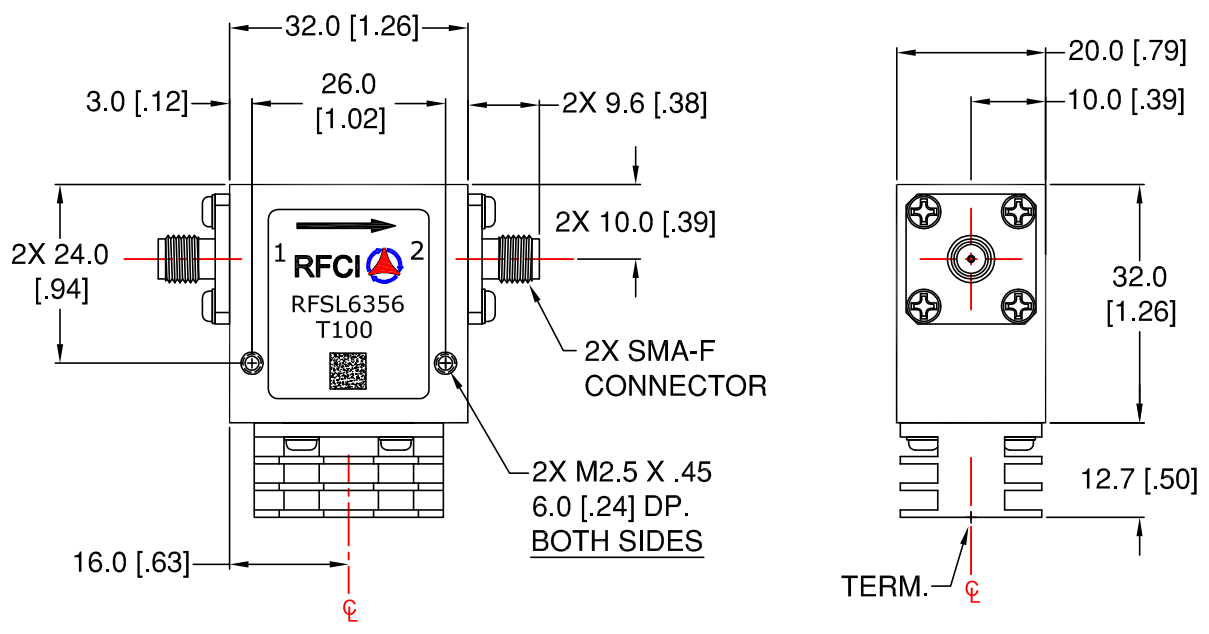 32.0 [1.26]
3.0 [.12]
26.0
[1.02]
2X 9.6 [.38]
2X 24.0
[.94]
2X 10.0 [.39]
1
2
RFCI
RFSL6356
T100
2X SMA-F
CONNECTOR
2X M2.5 X .45
6.0 [.24] DP.
BOTH SIDES
16.0 [.63]
℄
20.0 [.79]
10.0 [.39]
32.0
[1.26]
12.7 [.50]
TERM.
℄